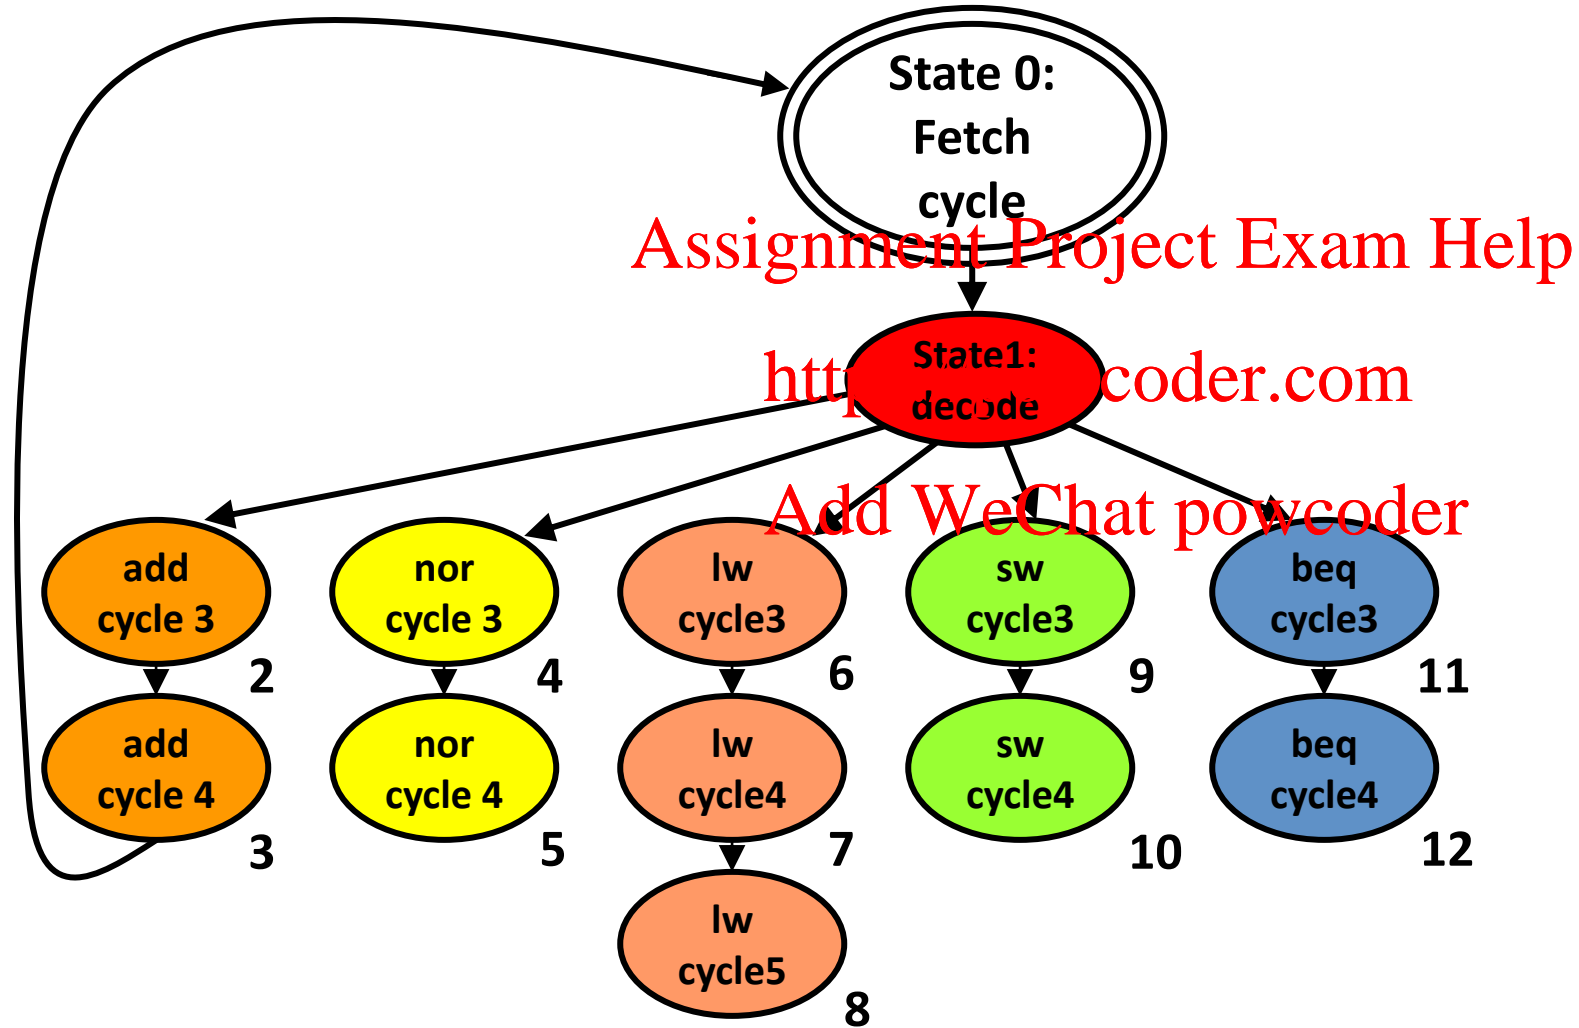 State 0:
Fetch
cycle
Assignment Project Exam Help
State1:
decode
coder.com
Add WeChat powcoder
add
cycle 3
2
nor
cycle 3
4
lw
cycle3
6
sw
cycle3
9
beq
cycle3
11
add
cycle 4
3
nor
cycle 4
5
lw
cycle4
7
sw
cycle4
10
beq
cycle4
12
lw
cycle5
8